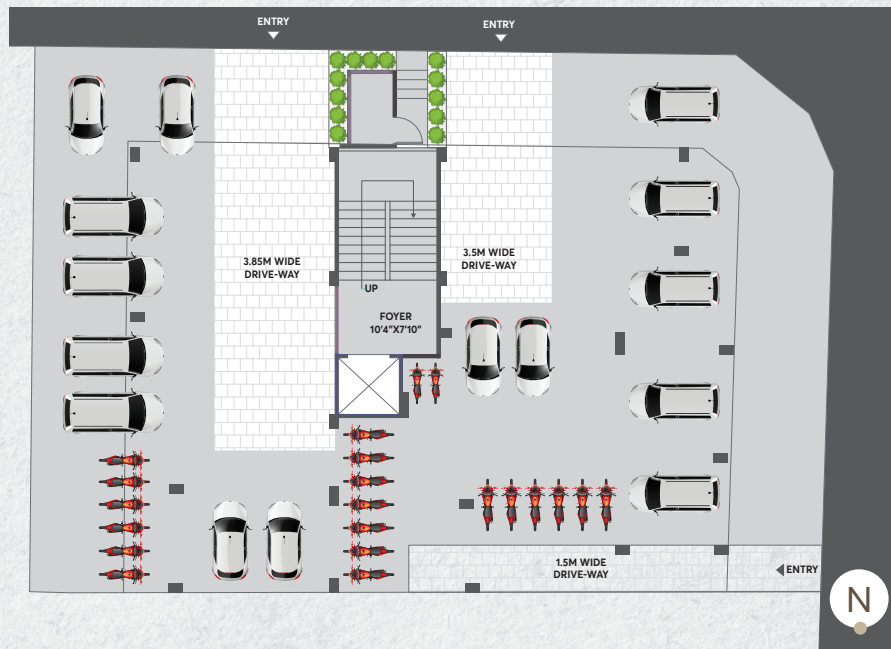 ENTRY
ENTRY
3.85M WIDE
DRIVE-WAY
3.5M WIDE
DRIVE-WAY
UP
FOYER
10'4"X7'10"
1.5M WIDE
DRIVE-WAY
ENTRY
N